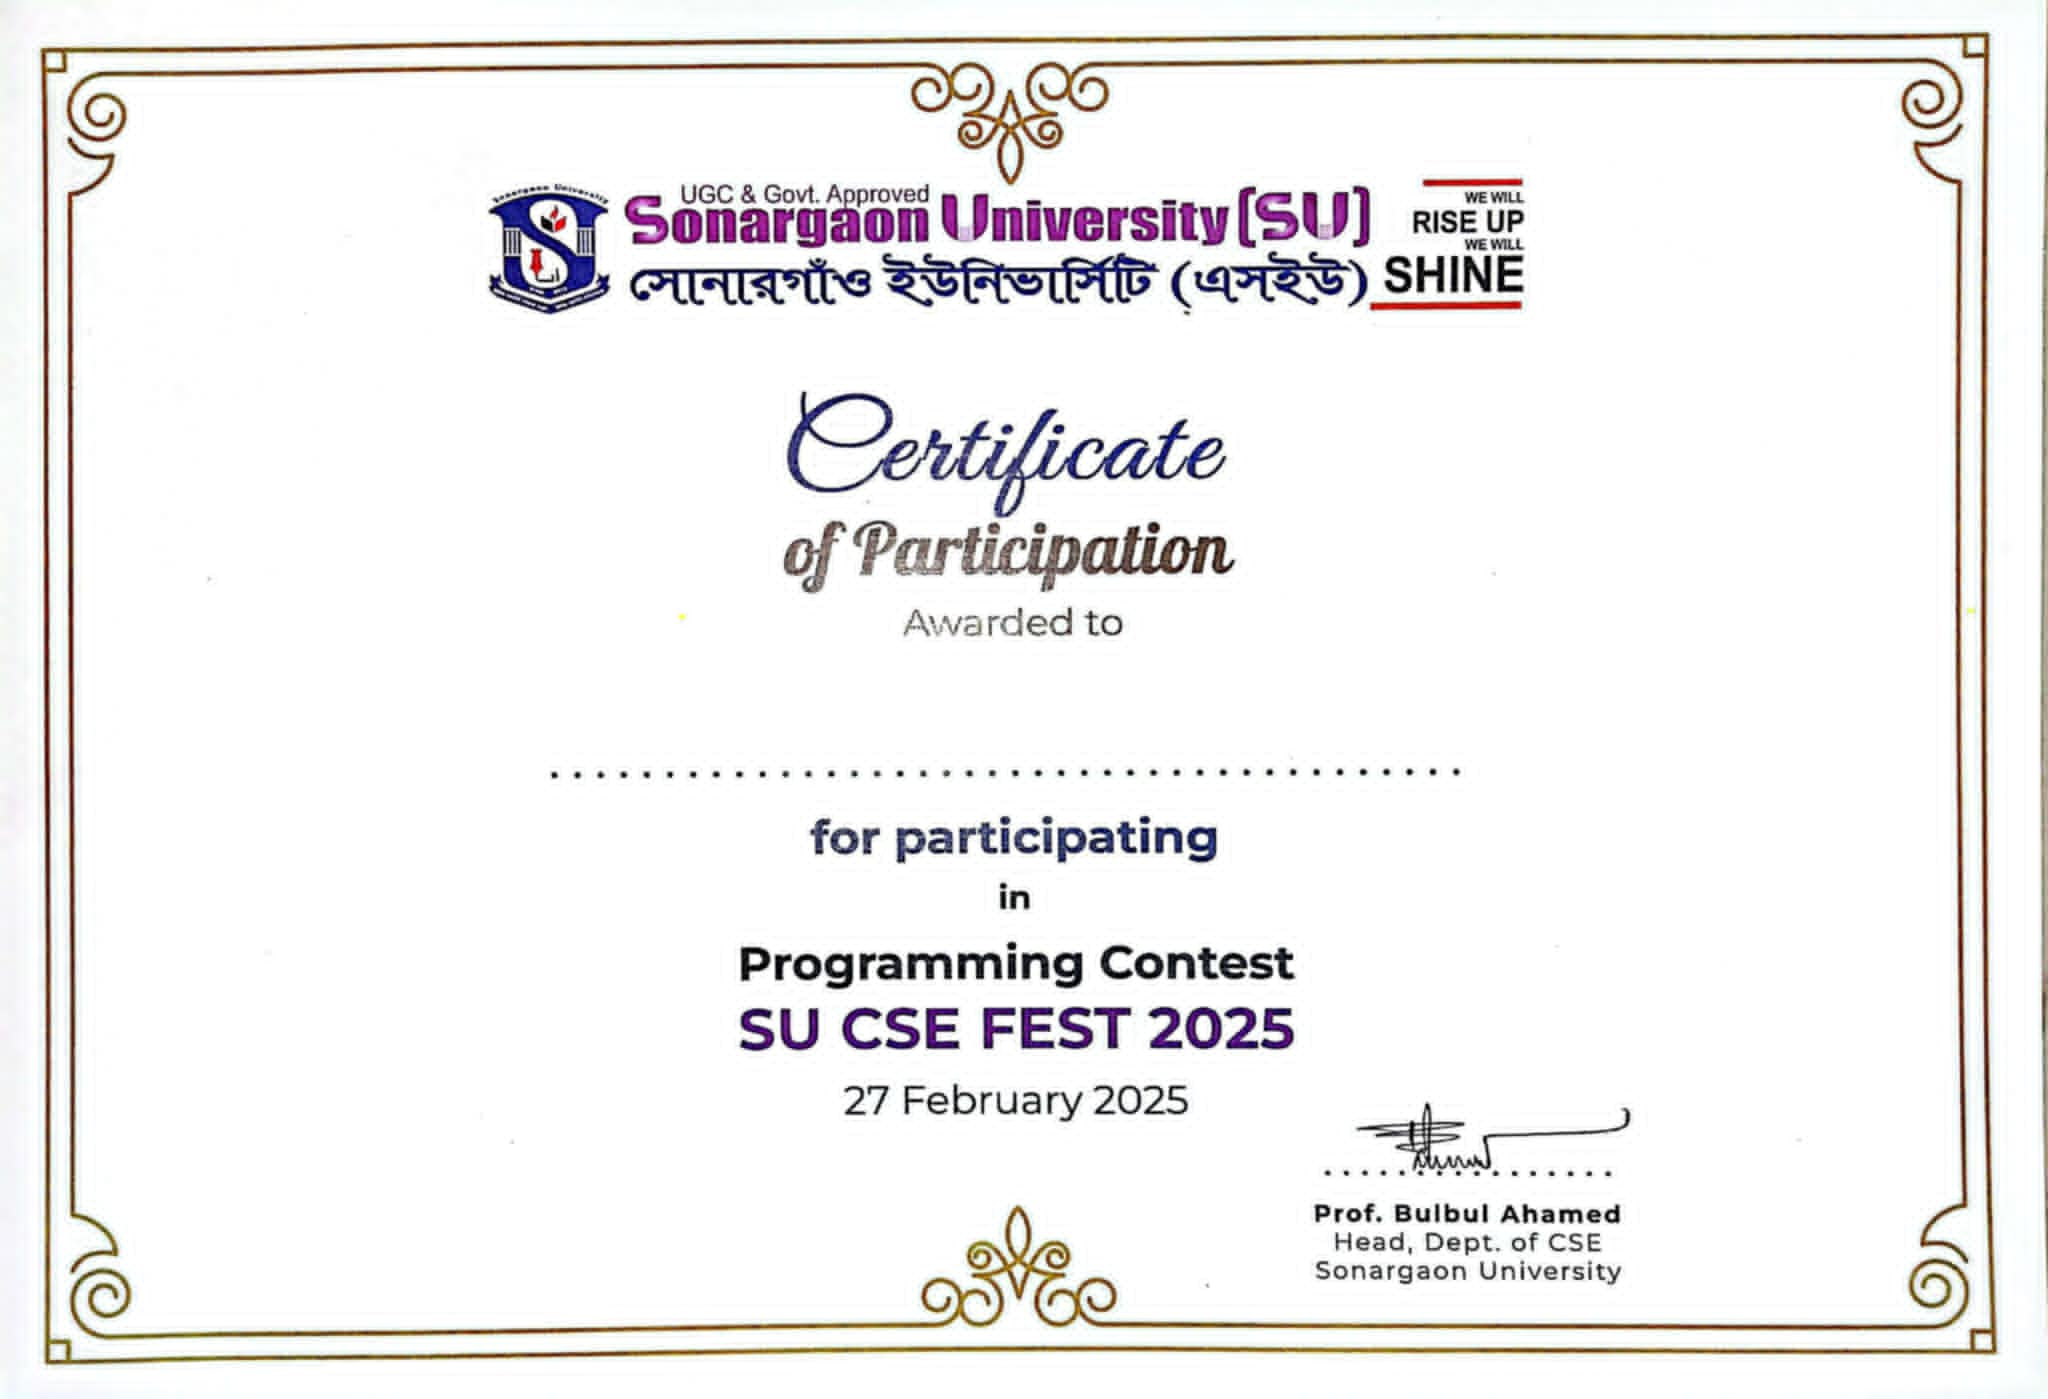 Sonargaon University
UGC & Govt. Approved
Sonargaon University (SU)
সোনারগাঁও ইউনিভার্সিটি (এসইউ)
WE WILL
RISE UP
WE WILL
SHINE
Certificate
of Participation
Awarded to
for participating
in
Programming Contest
SU CSE FEST 2025
27 February 2025
Prof. Bulbul Ahamed
Head, Dept. of CSE
Sonargaon University